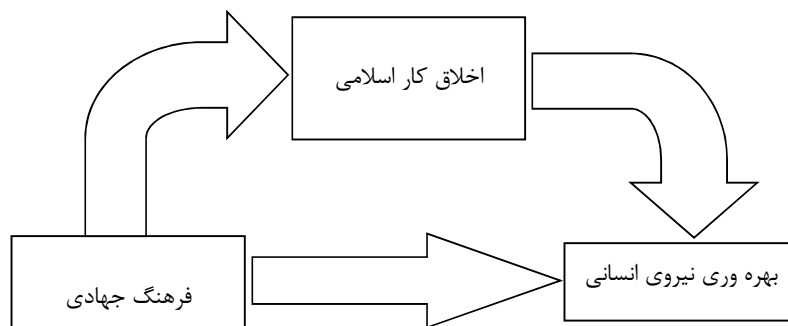 اخلاق کار اسلامی
بهره وری نیروی انسانی
فرهنگ جهادی